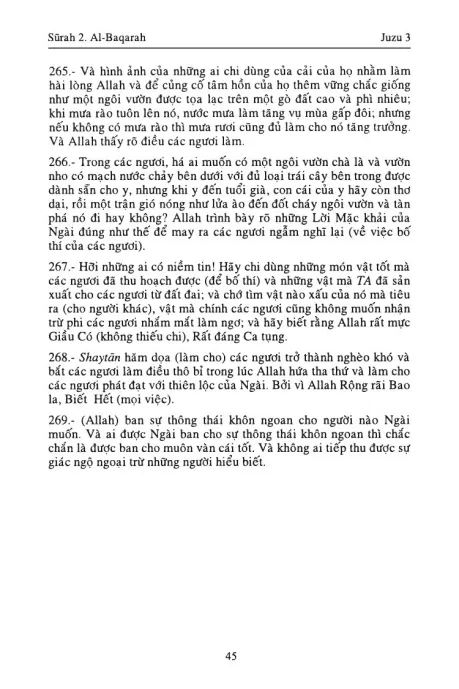 Sūrah 2. Al-Baqarah Juzu 3
265.- Và hình ảnh của những ai chi dùng của cải của họ nhằm làm
hài lòng Allah và để củng cố tâm hồn của họ thêm vững chắc giống
như một ngôi vườn được tọa lạc trên một gò đất cao và phì nhiêu;
khi mưa rào tuôn lên nó, nước mưa làm tăng vụ mùa gấp đôi; nhưng
nếu không có mưa rào thì mưa rươi cũng đủ làm cho nó tăng trưởng.
Và Allah thấy rõ điều các ngươi làm.
266.- Trong các ngươi, há ai muốn có một ngôi vườn chà là và vườn
nho có mạch nước chảy bên dưới với đủ loại trái cây bên trong được
dành sẵn cho y, nhưng khi y đến tuổi già, con cái của y hãy còn thơ
dại, rồi một trận gió nóng như lửa ào đến đốt cháy ngôi vườn và tàn
phá nó đi hay không? Allah trình bày rõ những Lời Mặc khải của
Ngài đúng như thế để may ra các ngươi ngẫm nghĩ lại (về việc bố
thí của các ngươi).
267.- Hỡi những ai có niềm tin! Hãy chi dùng những món vật tốt mà
các ngươi đã thu hoạch được (để bố thí) và những vật mà TA đã sản
xuất cho các ngươi từ đất đai; và chớ tìm vật nào xấu của nó mà tiêu
ra (cho người khác), vật mà chính các ngươi cũng không muốn nhận
trừ phi các ngươi nhắm mắt làm ngơ; và hãy biết rằng Allah rất mực
Giầu Có (không thiếu chi), Rất đáng Ca tụng.
268.- Shaytān hăm dọa (làm cho) các ngươi trở thành nghèo khó và
bắt các ngươi làm điều thô bỉ trong lúc Allah hứa tha thứ và làm cho
các ngươi phát đạt với thiên lộc của Ngài. Bởi vì Allah Rộng rãi Bao
la, Biết Hết (mọi việc).
269.- (Allah) ban sự thông thái khôn ngoan cho người nào Ngài
muốn. Và ai được Ngài ban cho sự thông thái khôn ngoan thì chắc
chắn là được ban cho muôn vàn cái tốt. Và không ai tiếp thu được sự
giác ngộ ngoại trừ những người hiểu biết.
45